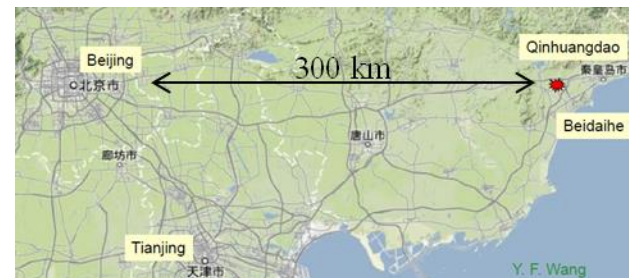 Qinhuangdao
Beijing
300 km
秦皇岛市
北京市
Beidaihe
唐山市
廊坊市
Tianjing
天津市
Y. F. Wang